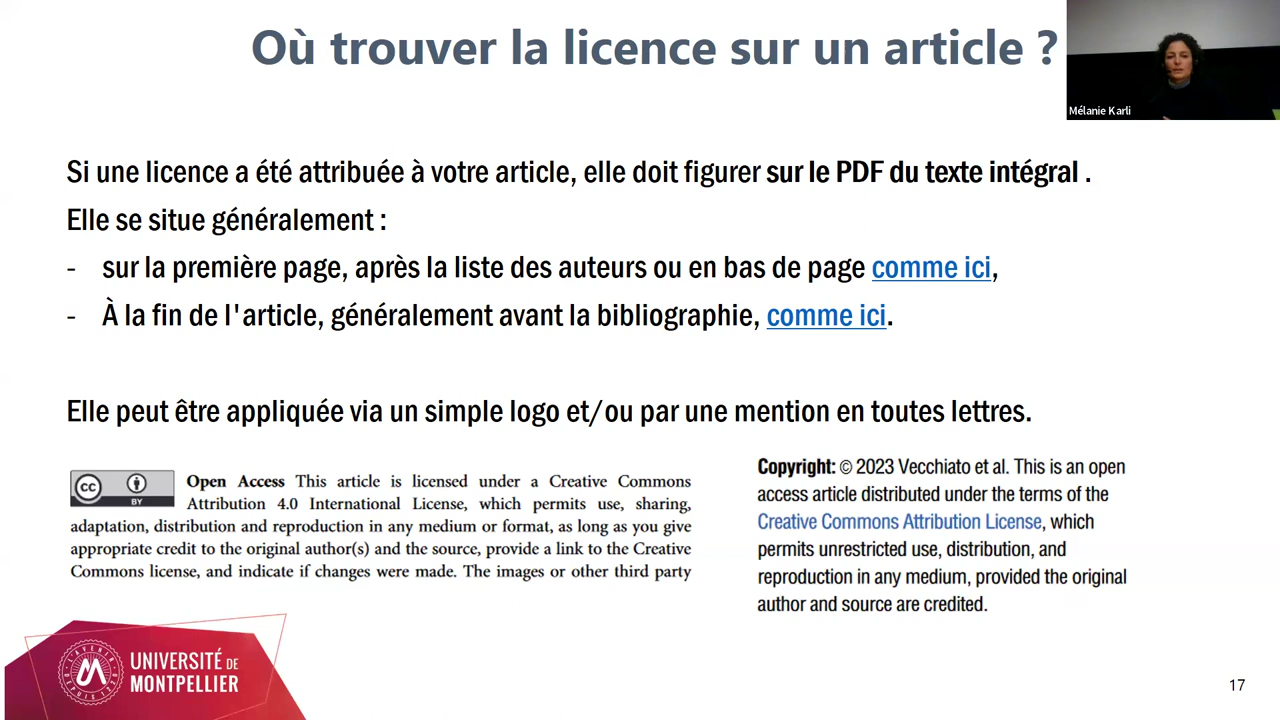 Où trouver la licence sur un article ?
Mélanie Karli
Si une licence a été attribuée à votre article, elle doit figurer sur le PDF du texte intégral .
Elle se situe généralement :
- sur la première page, après la liste des auteurs ou en bas de page comme ici,
- À la fin de l'article, généralement avant la bibliographie, comme ici.
Elle peut être appliquée via un simple logo et/ou par une mention en toutes lettres.
cc BY
Open Access This article is licensed under a Creative Commons
Attribution 4.0 International License, which permits use, sharing,
adaptation, distribution and reproduction in any medium or format, as long as you give
appropriate credit to the original author(s) and the source, provide a link to the Creative
Commons license, and indicate if changes were made. The images or other third party
Copyright: © 2023 Vecchiato et al. This is an open
access article distributed under the terms of the
Creative Commons Attribution License, which
permits unrestricted use, distribution, and
reproduction in any medium, provided the original
author and source are credited.
UNIVERSITÉ DE
MONTPELLIER
17